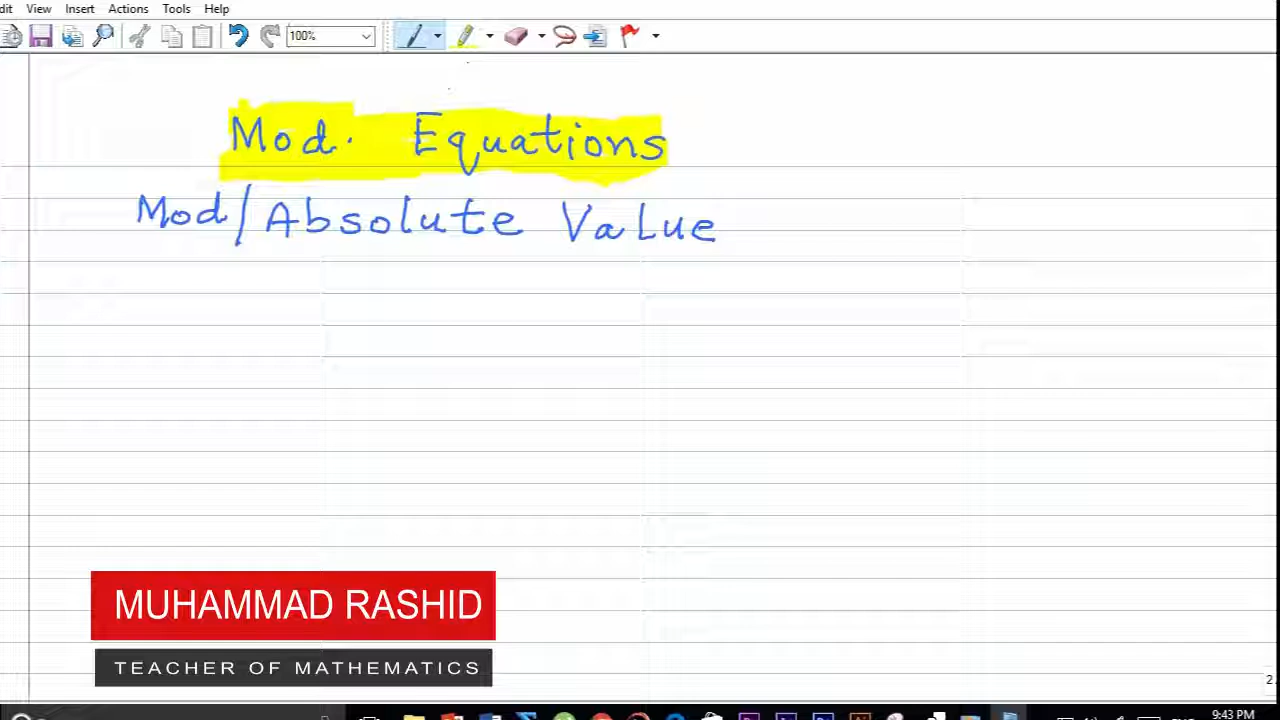 dit View Insert Actions Tools Help
100%
Mod. Equations
Mod/Absolute Value
MUHAMMAD RASHID
TEACHER OF MATHEMATICS
2.
9:43 PM